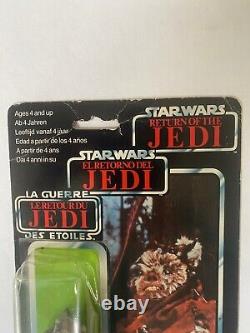 Ages 4 and up
Ab 4 Jahren
Leeftijd vanaf 4 jaar
Edad a partir de los 4 años
A partir de 4 ans
Dai 4 anni su
STAR WARS
RETURN OF THE
JEDI
STAR WARS
EL RETORNO DEL
JEDI
LA GUERRE
LE RETOUR DU
JEDI
DES ETOILES